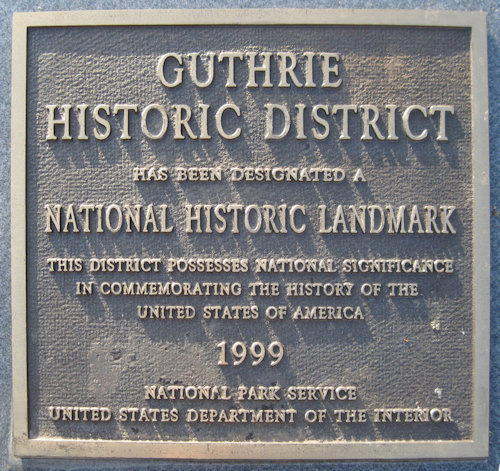 GUTHRIE
HISTORIC DISTRICT
HAS BEEN DESIGNATED A
NATIONAL HISTORIC LANDMARK
THIS DISTRICT POSSESSES NATIONAL SIGNIFICANCE
IN COMMEMORATING THE HISTORY OF THE
UNITED STATES OF AMERICA
1999
NATIONAL PARK SERVICE
UNITED STATES DEPARTMENT OF THE INTERIOR